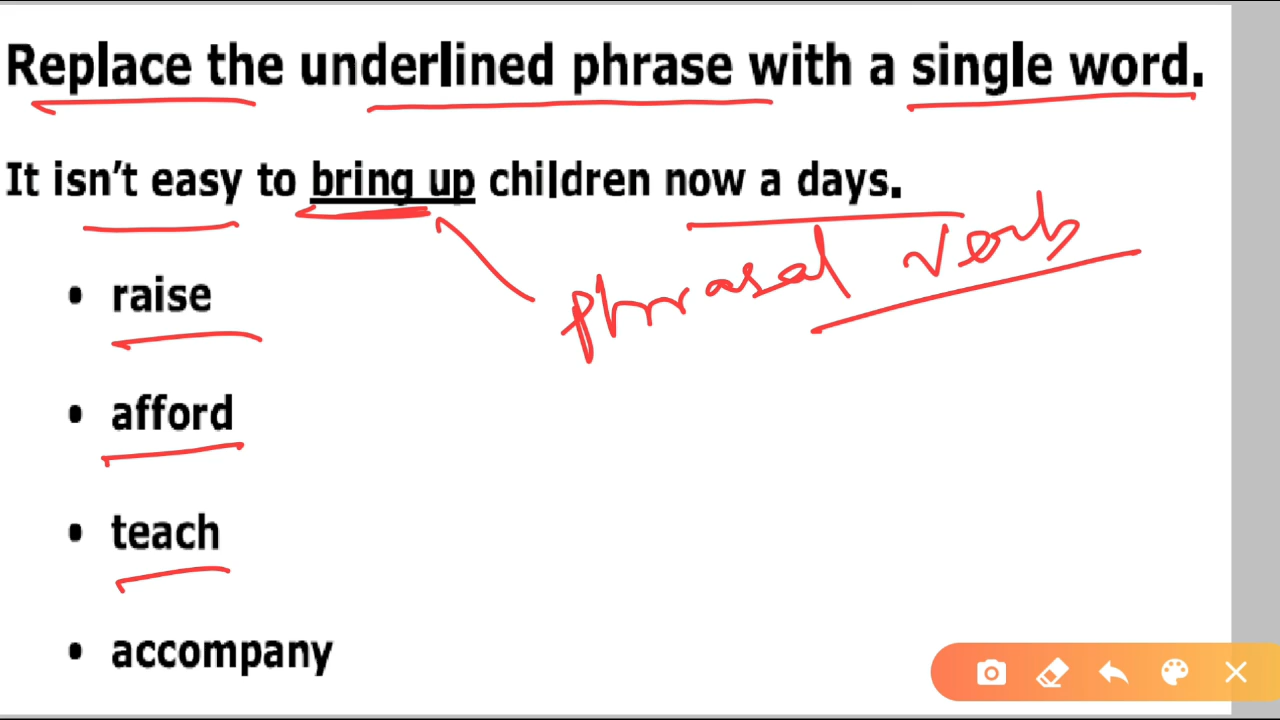 Replace the underlined phrase with a single word.
It isn't easy to bring up children now a days.
phrasal verb
• raise
• afford
• teach
• accompany